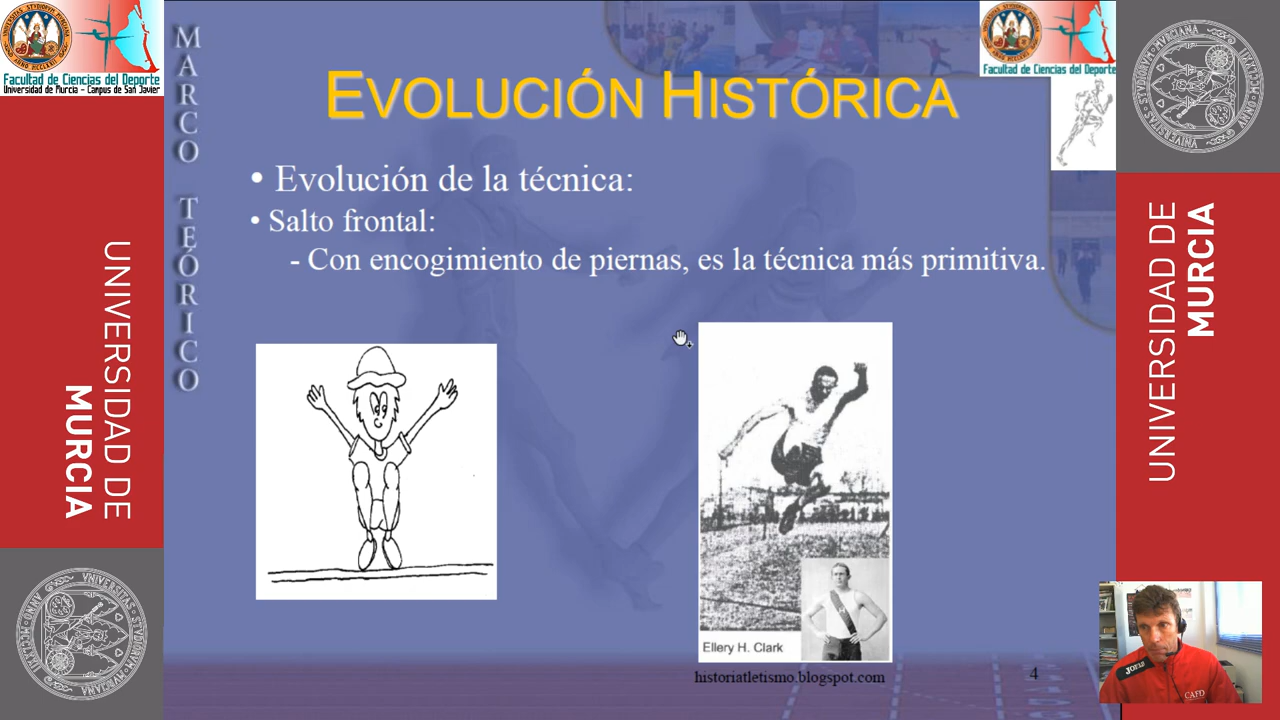 Facultad de Ciencias del Deporte
Universidad de Murcia - Campus de San Javier
UNIVERSIDAD DE
MURCIA
MARCO TEÓRICO
EVOLUCIÓN HISTÓRICA
• Evolución de la técnica:
• Salto frontal:
- Con encogimiento de piernas, es la técnica más primitiva.
Ellery H. Clark
historiatletismo.blogspot.com
4
Facultad de Ciencias del Deporte
UNIVERSIDAD DE
MURCIA
JOMA
CAFD